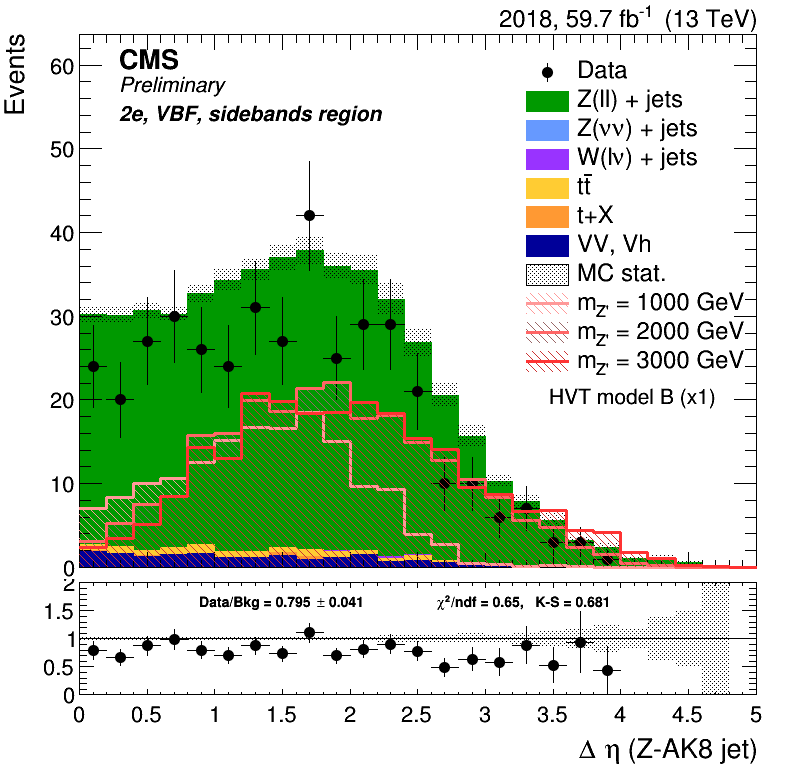 2018, 59.7 fb⁻¹ (13 TeV)
Events
CMS
Preliminary
2e, VBF, sidebands region
Data
Z(ll) + jets
Z(νν) + jets
W(lν) + jets
tt̄
t+X
VV, Vh
MC stat.
m_Z' = 1000 GeV
m_Z' = 2000 GeV
m_Z' = 3000 GeV
HVT model B (x1)
60
50
40
30
20
10
0
Data/Bkg = 0.795 ± 0.041
χ²/ndf = 0.65, K-S = 0.681
2
1.5
1
0.5
0
0 0.5 1 1.5 2 2.5 3 3.5 4 4.5 5
Δ η (Z-AK8 jet)